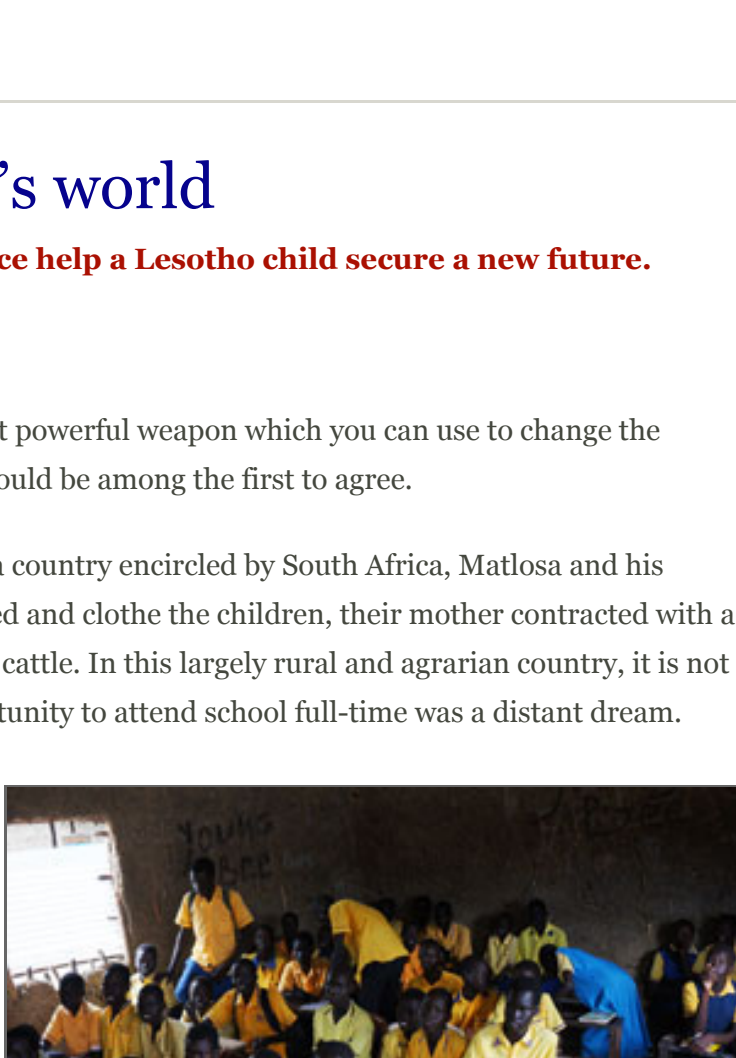 ’s world
ce help a Lesotho child secure a new future.
t powerful weapon which you can use to change the
ould be among the first to agree.
a country encircled by South Africa, Matlosa and his
ed and clothe the children, their mother contracted with a
cattle. In this largely rural and agrarian country, it is not
tunity to attend school full-time was a distant dream.
YOUNG
BEE